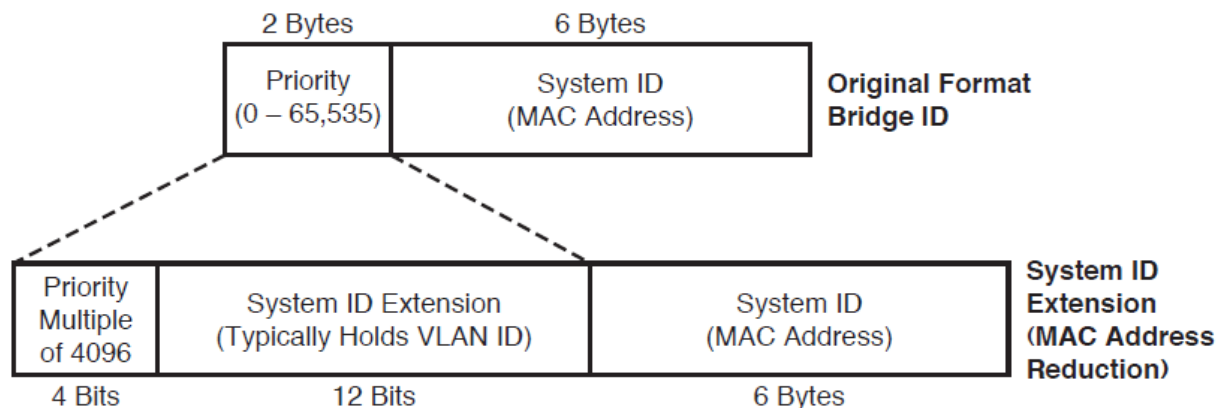 2 Bytes
6 Bytes
Priority
(0 – 65,535)
System ID
(MAC Address)
Original Format
Bridge ID
Priority
Multiple
of 4096
System ID Extension
(Typically Holds VLAN ID)
System ID
(MAC Address)
System ID
Extension
(MAC Address
Reduction)
4 Bits
12 Bits
6 Bytes